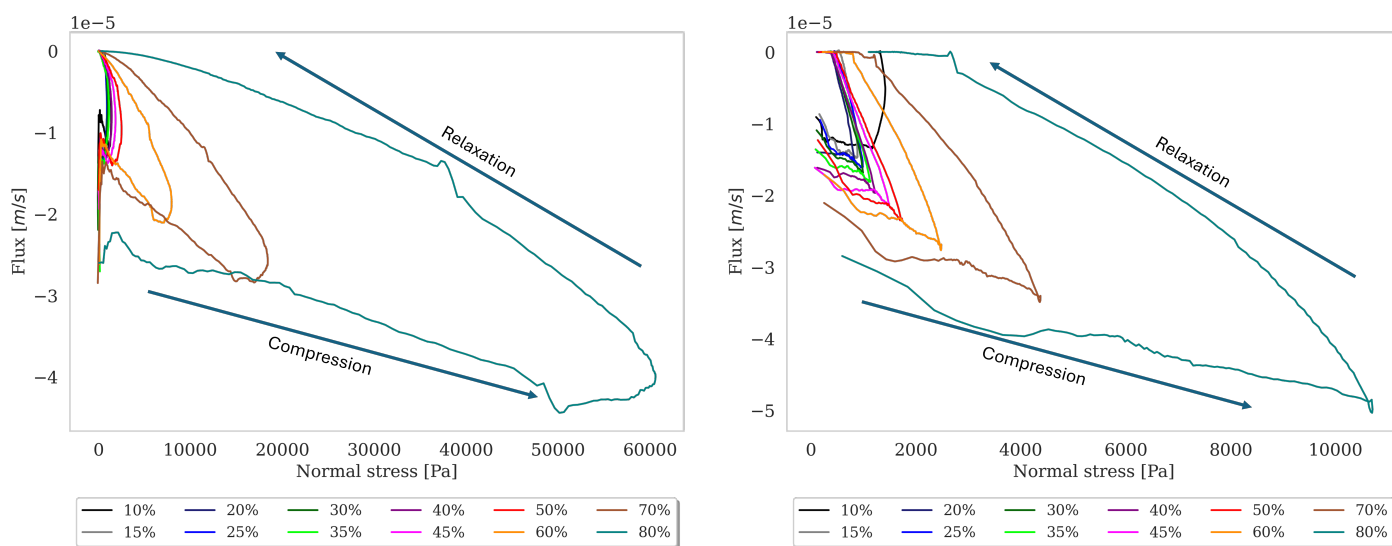 1e−5
0
−1
−2
−3
−4
Flux [m/s]
Relaxation
Compression
0 10000 20000 30000 40000 50000 60000
Normal stress [Pa]
10% 20% 30% 40% 50% 70%
15% 25% 35% 45% 60% 80%
1e−5
0
−1
−2
−3
−4
−5
Flux [m/s]
Relaxation
Compression
0 2000 4000 6000 8000 10000
Normal stress [Pa]
10% 20% 30% 40% 50% 70%
15% 25% 35% 45% 60% 80%